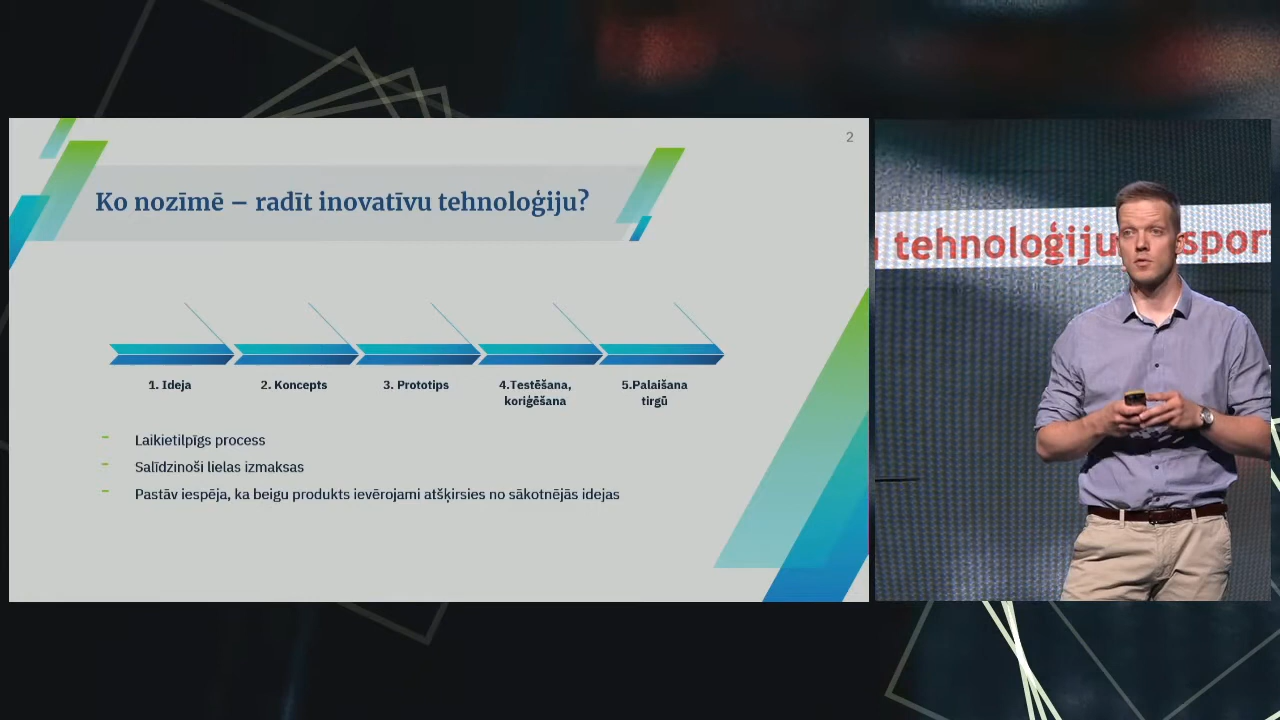 2
Ko nozīmē – radīt inovatīvu tehnoloģiju?
1. Ideja
2. Koncepts
3. Prototips
4.Testēšana,
koriģēšana
5.Palaišana
tirgū
Laikietilpīgs process
Salīdzinoši lielas izmaksas
Pastāv iespēja, ka beigu produkts ievērojami atšķirsies no sākotnējās idejas
tehnoloģiju spor